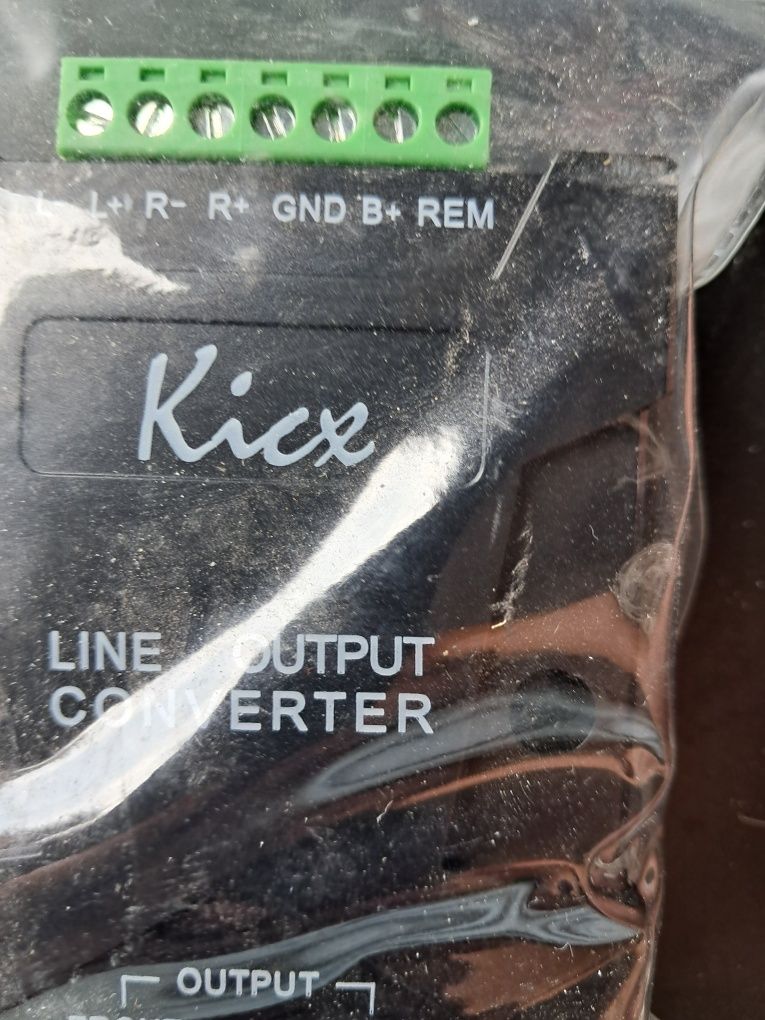 L- L+ R- R+ GND B+ REM
Kicx
LINE OUTPUT
CONVERTER
OUTPUT